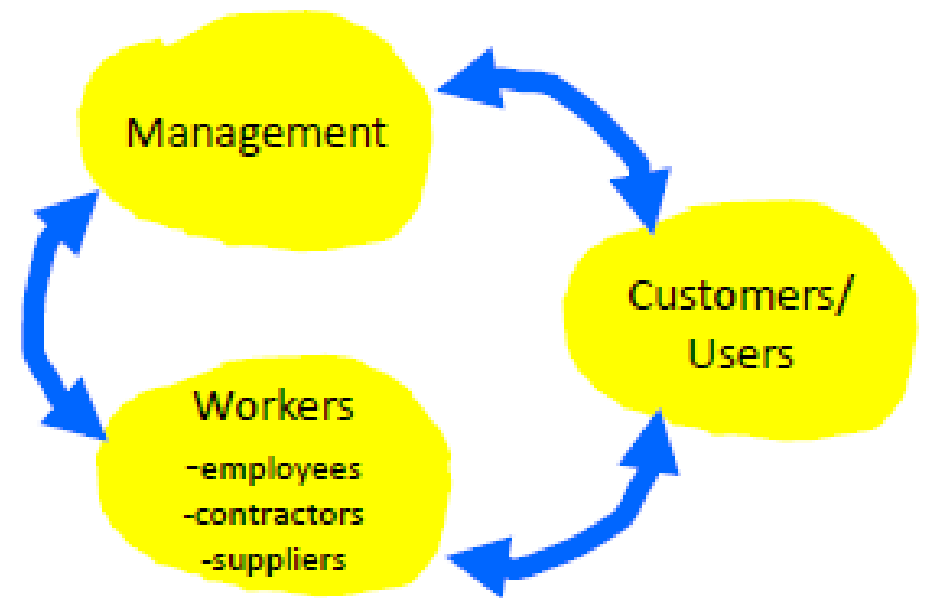 Management
Customers/
Users
Workers
-employees
-contractors
-suppliers